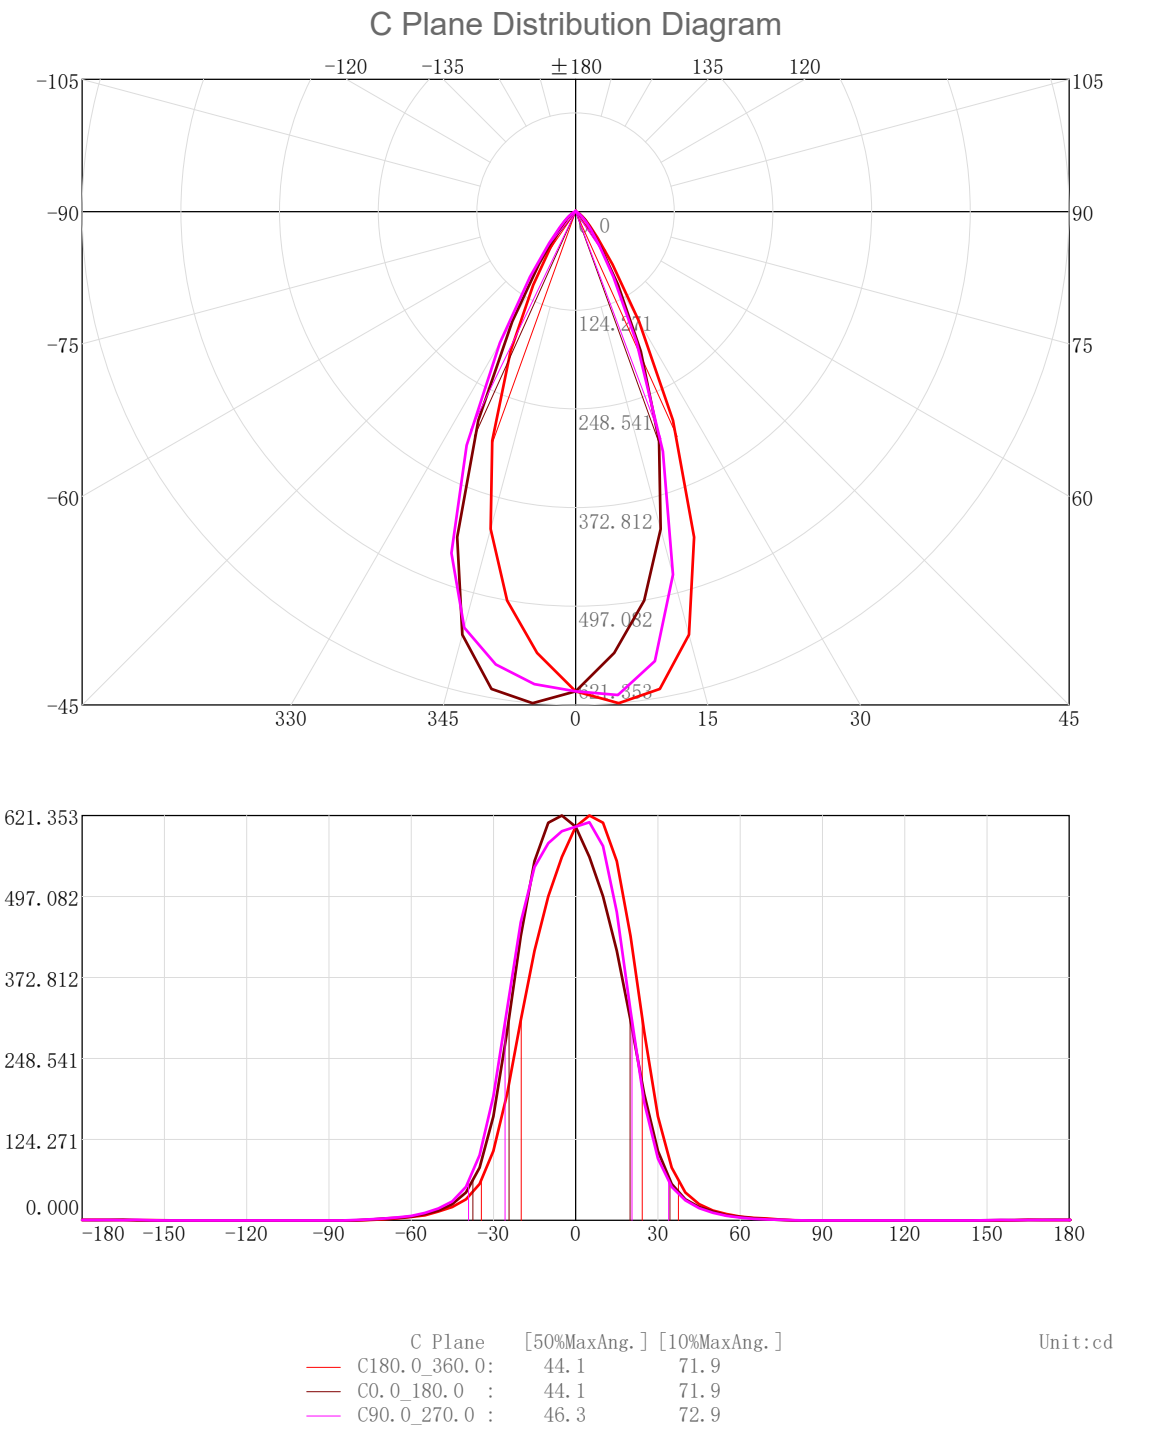 C Plane Distribution Diagram
-120 -135 ±180 135 120
-105 105
-90 90
0
124.271
-75 75
248.541
-60 60
372.812
497.082
621.353
-45 45
330 345 0 15 30
621.353
497.082
372.812
248.541
124.271
0.000
-180 -150 -120 -90 -60 -30 0 30 60 90 120 150 180
C Plane [50%MaxAng.] [10%MaxAng.] Unit:cd
C180.0_360.0: 44.1 71.9
C0.0_180.0 : 44.1 71.9
C90.0_270.0 : 46.3 72.9